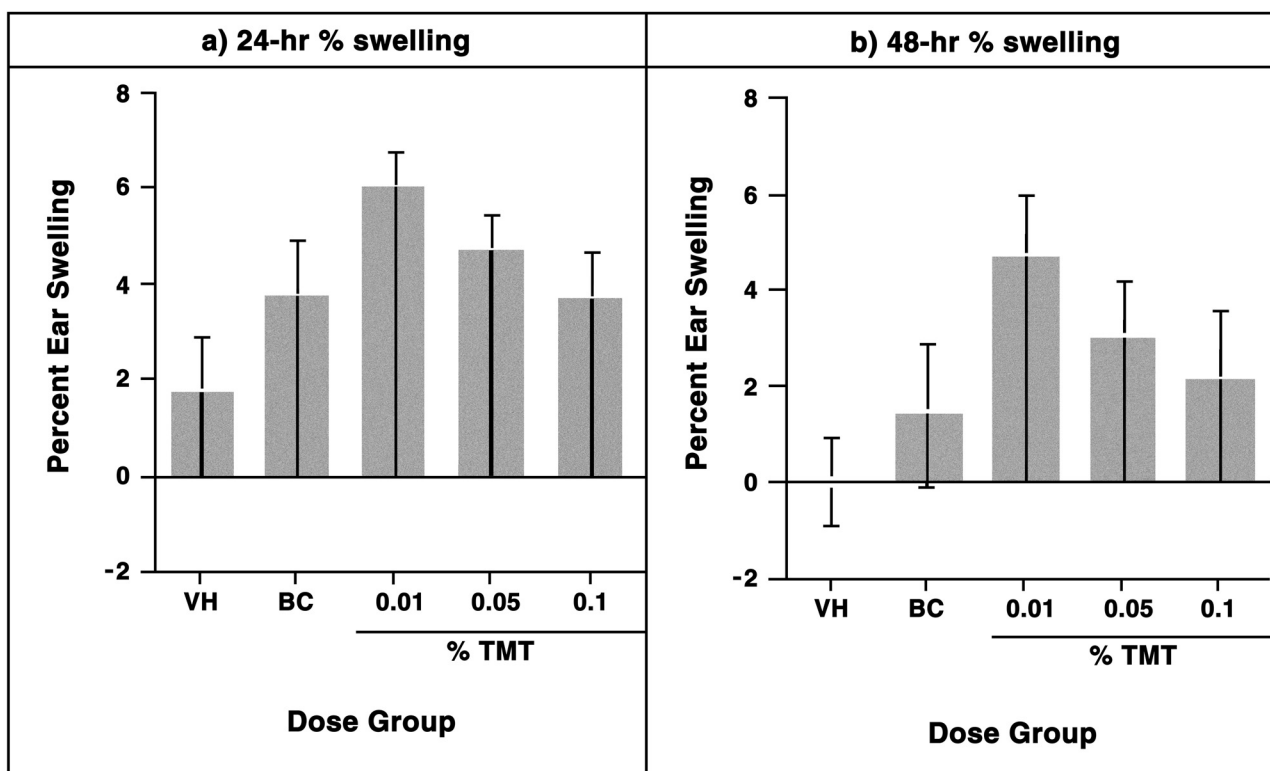 a) 24-hr % swelling
Percent Ear Swelling
8
6
4
2
0
-2
VH BC 0.01 0.05 0.1
% TMT
Dose Group
b) 48-hr % swelling
Percent Ear Swelling
8
6
4
2
0
-2
VH BC 0.01 0.05 0.1
% TMT
Dose Group